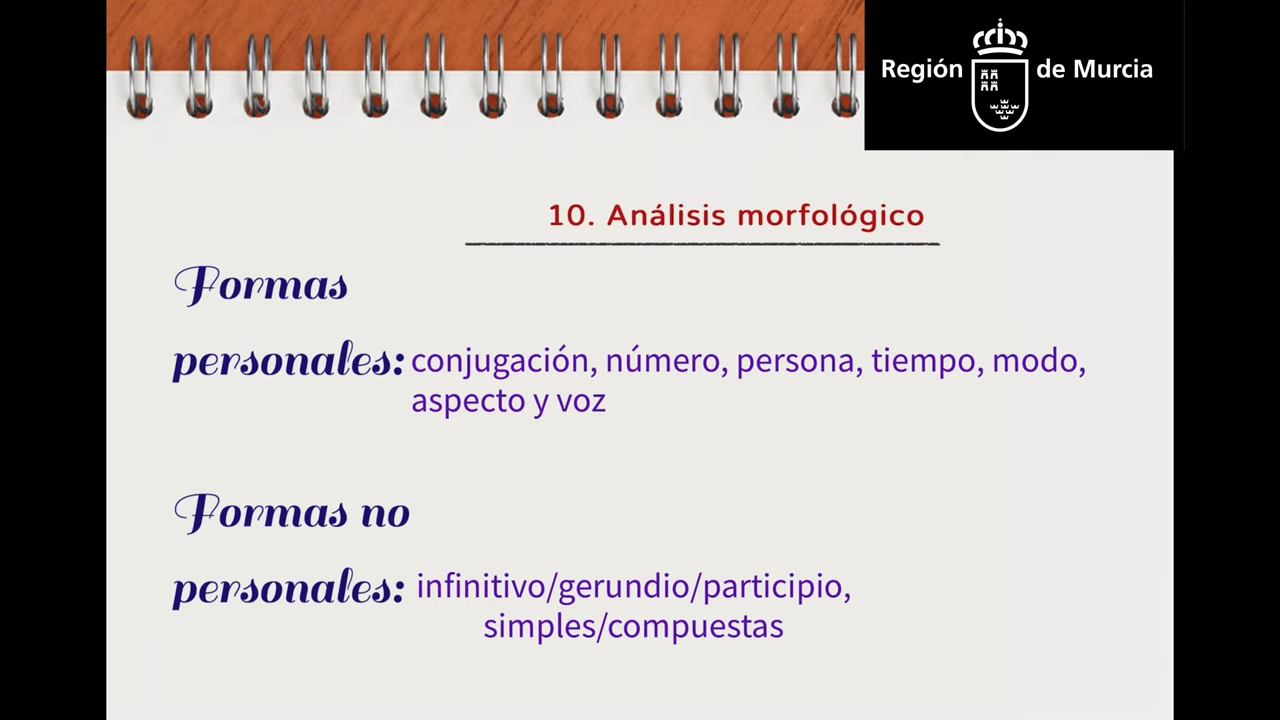 Región de Murcia
10. Análisis morfológico
Formas
personales: conjugación, número, persona, tiempo, modo,
aspecto y voz
Formas no
personales: infinitivo/gerundio/participio,
simples/compuestas